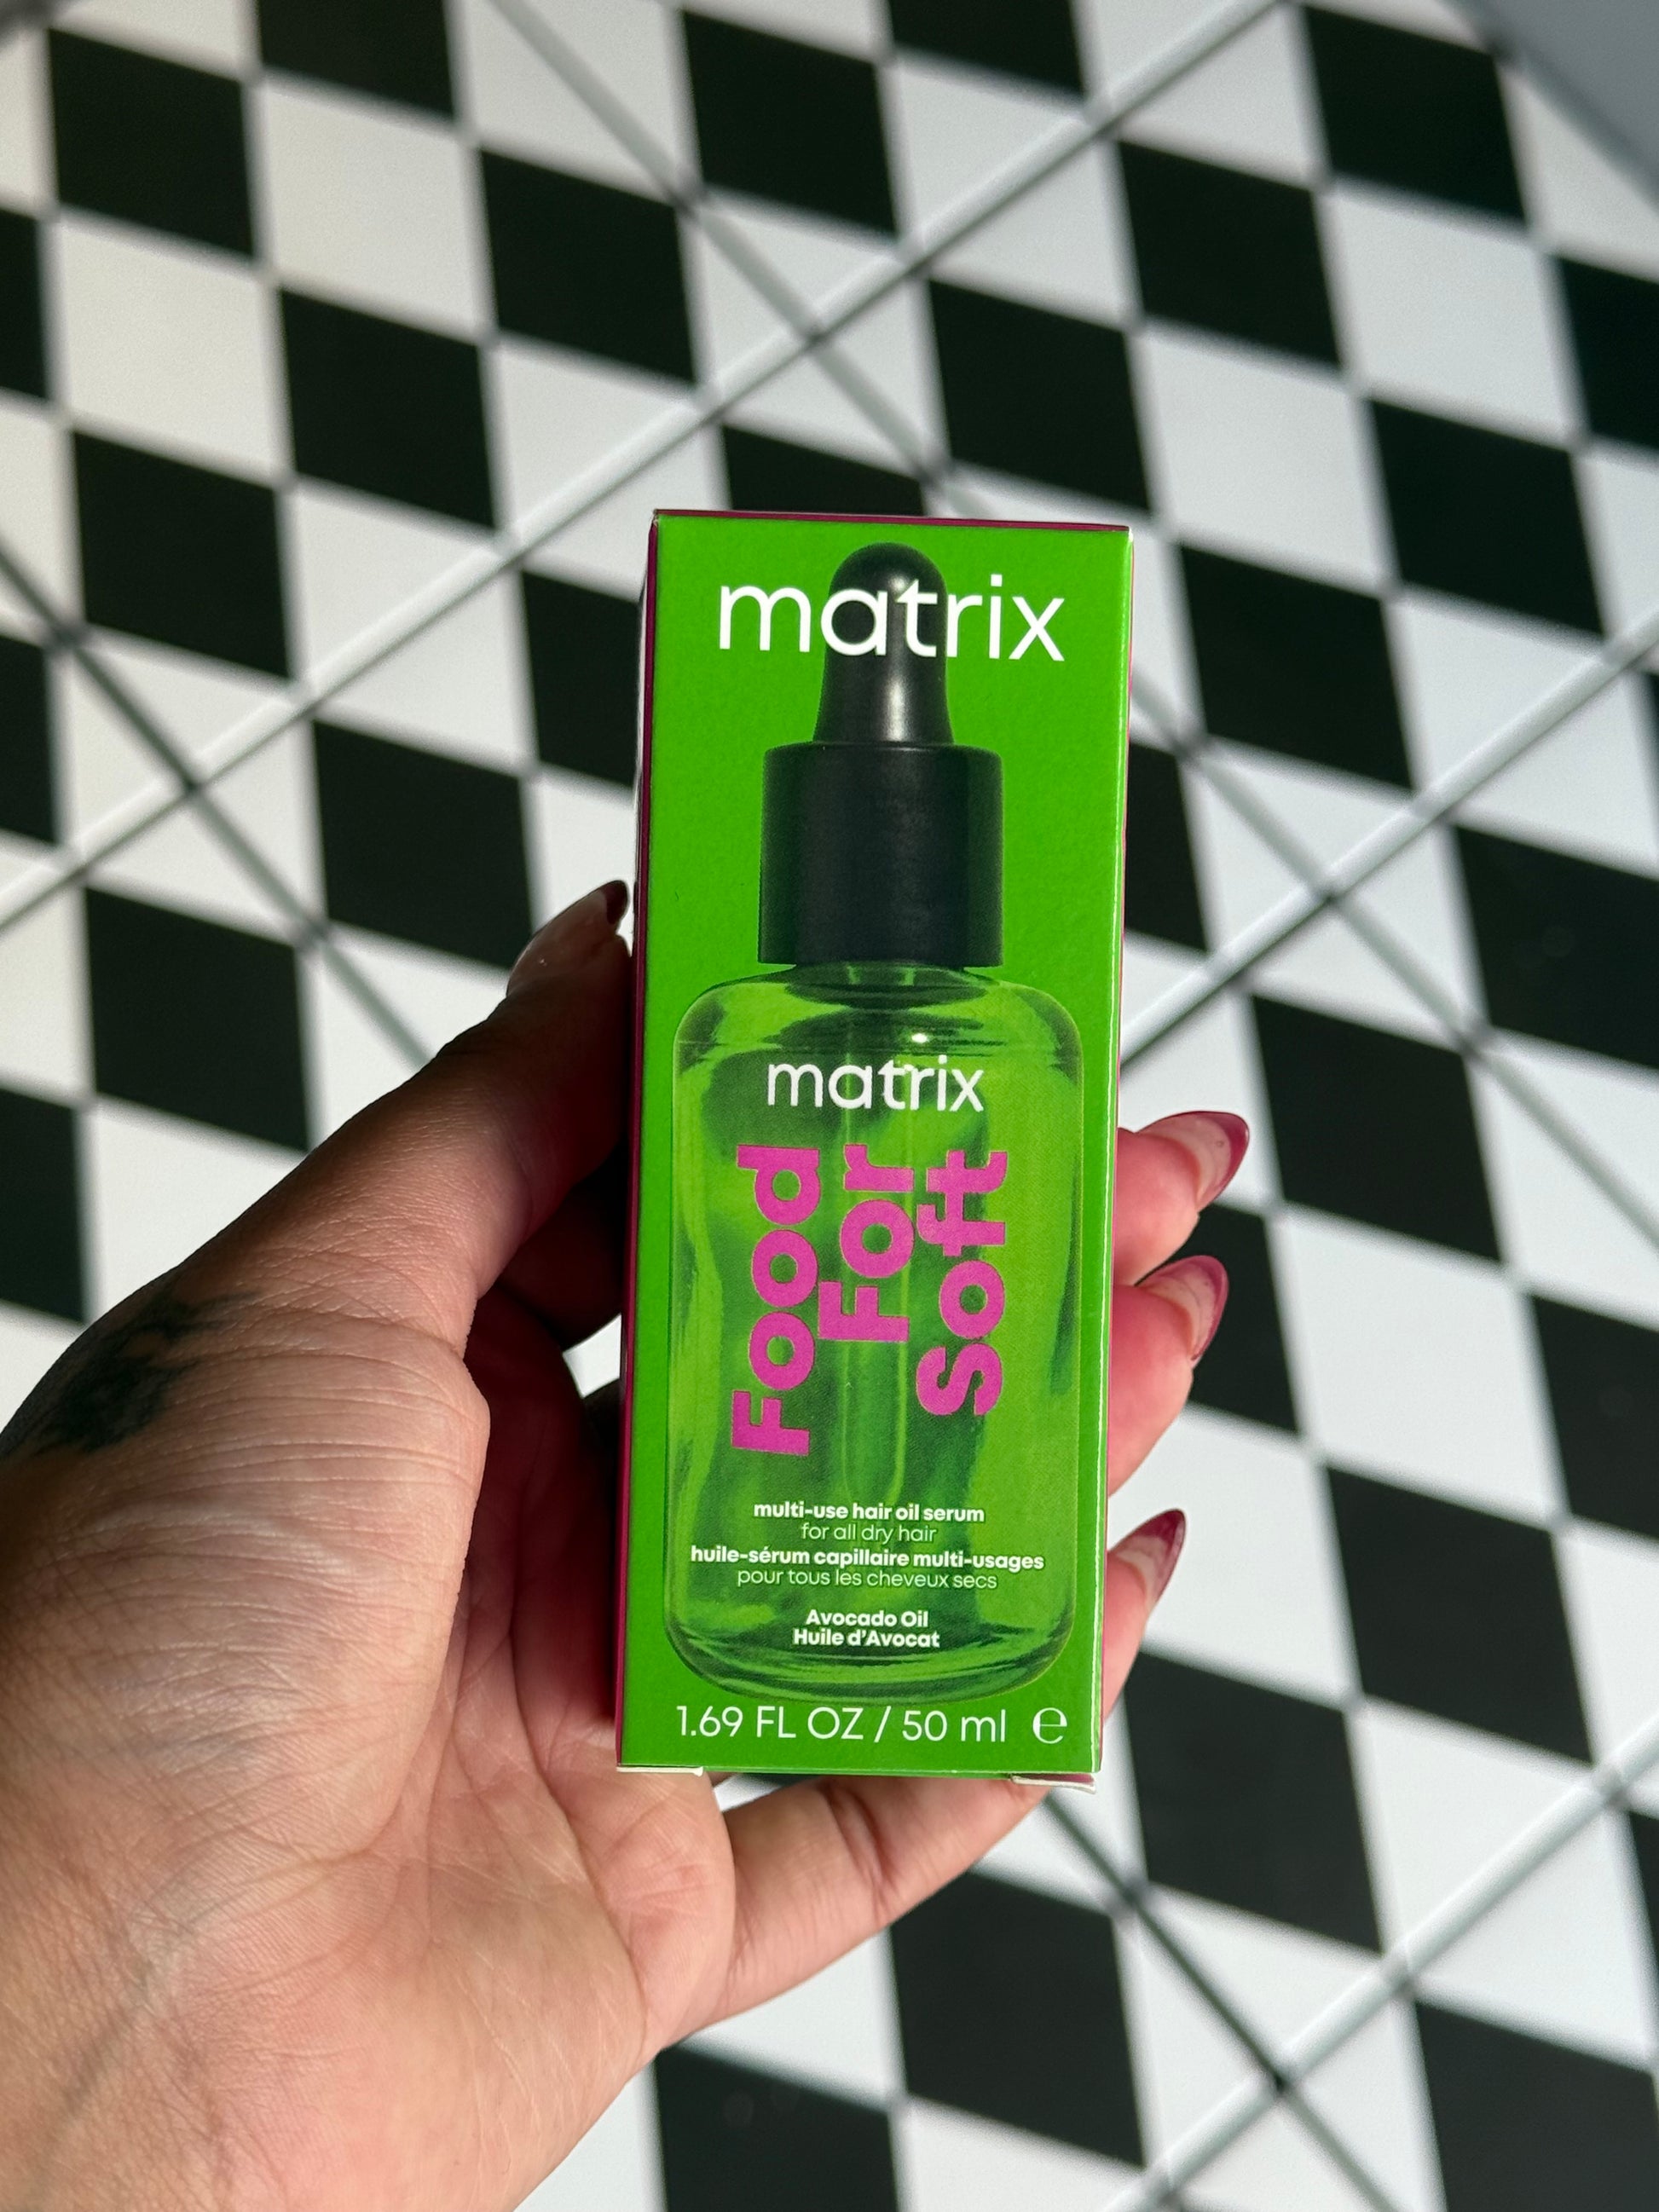 matrix
matrix
Food
For
Soft
multi-use hair oil serum
for all dry hair
huile-sérum capillaire multi-usages
pour tous les cheveux secs
Avocado Oil
Huile d'Avocat
1.69 FL OZ / 50 ml ℮